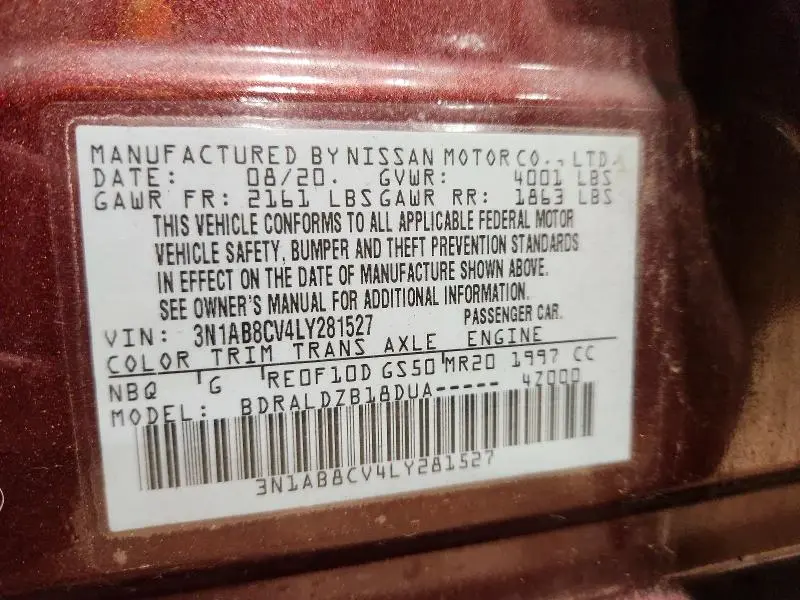 MANUFACTURED BY NISSAN MOTOR CO., LTD.
DATE: 08/20. GVWR: 4001 LBS
GAWR FR: 2161 LBS GAWR RR: 1863 LBS
THIS VEHICLE CONFORMS TO ALL APPLICABLE FEDERAL MOTOR
VEHICLE SAFETY, BUMPER AND THEFT PREVENTION STANDARDS
IN EFFECT ON THE DATE OF MANUFACTURE SHOWN ABOVE.
SEE OWNER'S MANUAL FOR ADDITIONAL INFORMATION.
VIN: 3N1AB8CV4LY281527 PASSENGER CAR.
COLOR TRIM TRANS AXLE ENGINE
NBQ G RE0F10D GS50 MR20 1997 CC
MODEL: BDRALDZB18DUA----- 4Z000
3N1AB8CV4LY281527